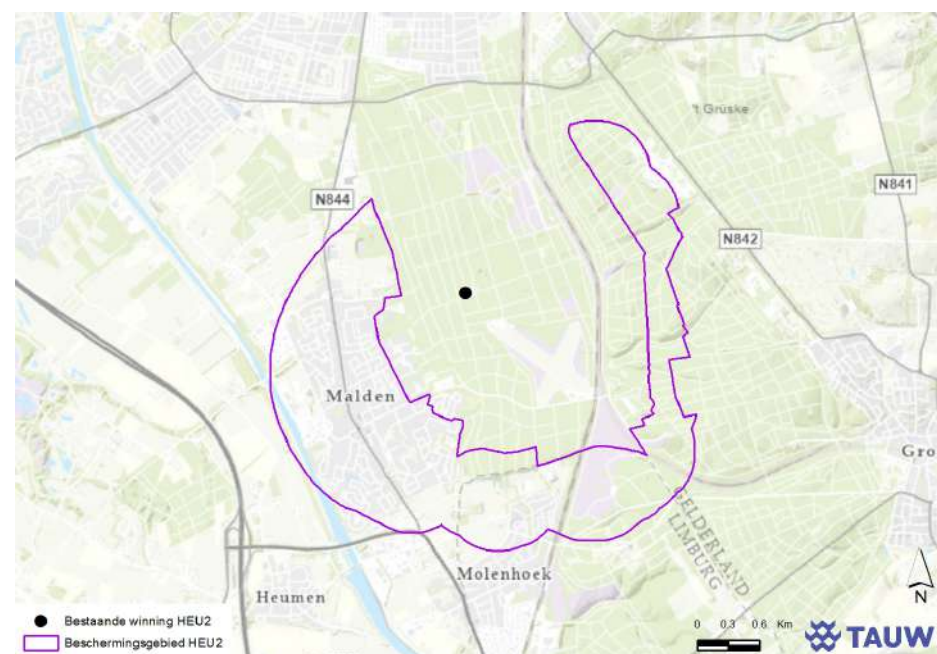 't Grüske
N844
N841
N842
Malden
Gro
GELDERLAND
LIMBURG
Molenhoek
Heumen
N
Bestaande winning HEU2
Beschermingsgebied HEU2
0 0.3 0.6 Km
TAUW